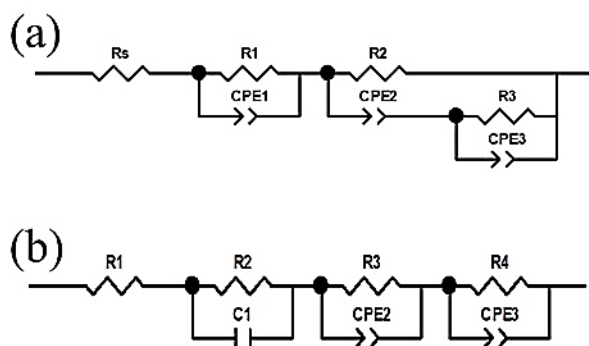 (a)
Rs R1 R2
CPE1 CPE2 R3
CPE3
(b)
R1 R2 R3 R4
C1 CPE2 CPE3